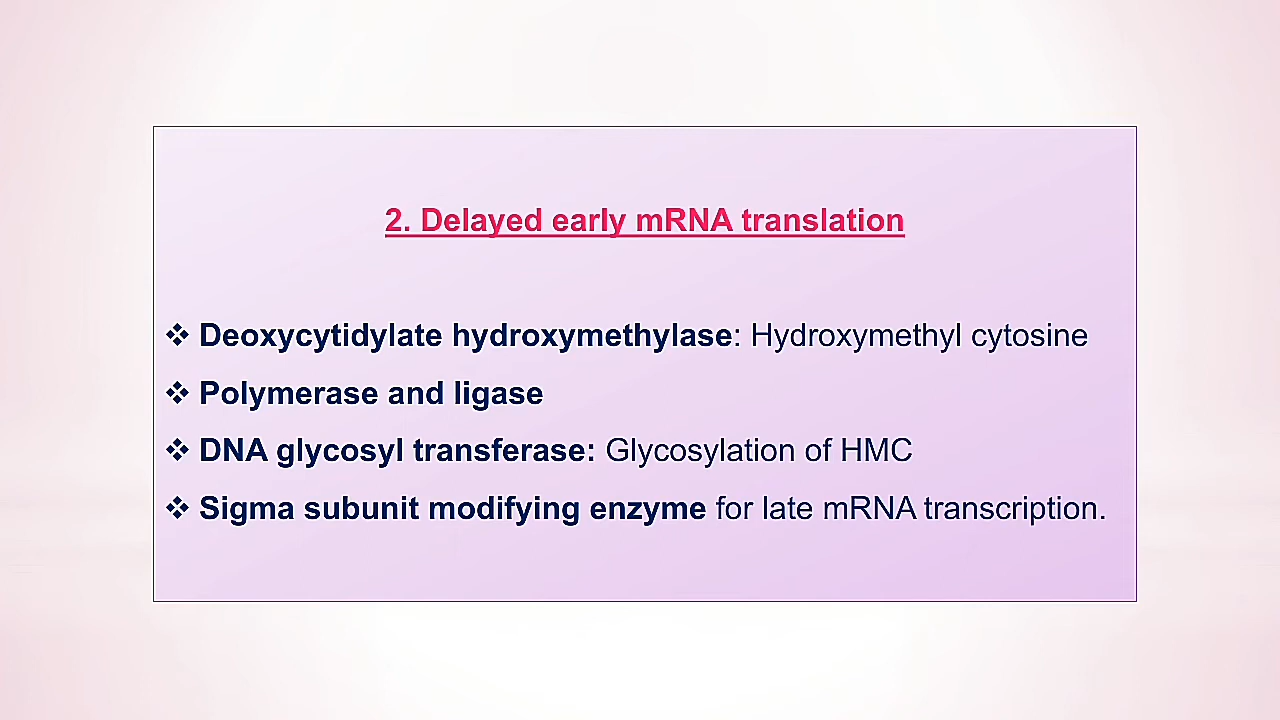 2. Delayed early mRNA translation
❖ Deoxycytidylate hydroxymethylase: Hydroxymethyl cytosine
❖ Polymerase and ligase
❖ DNA glycosyl transferase: Glycosylation of HMC
❖ Sigma subunit modifying enzyme for late mRNA transcription.